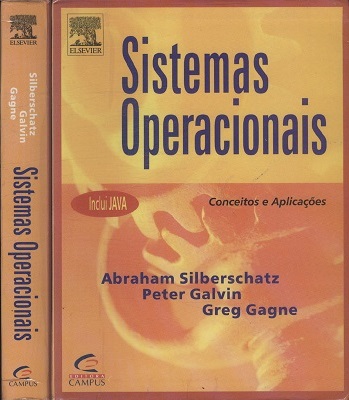 ELSEVIER
Silberschatz
Galvin
Gagne
Sistemas Operacionais
EDITORA
CAMPUS
ELSEVIER
Sistemas
Operacionais
Inclui JAVA
Conceitos e Aplicações
Abraham Silberschatz
Peter Galvin
Greg Gagne
EDITORA
CAMPUS